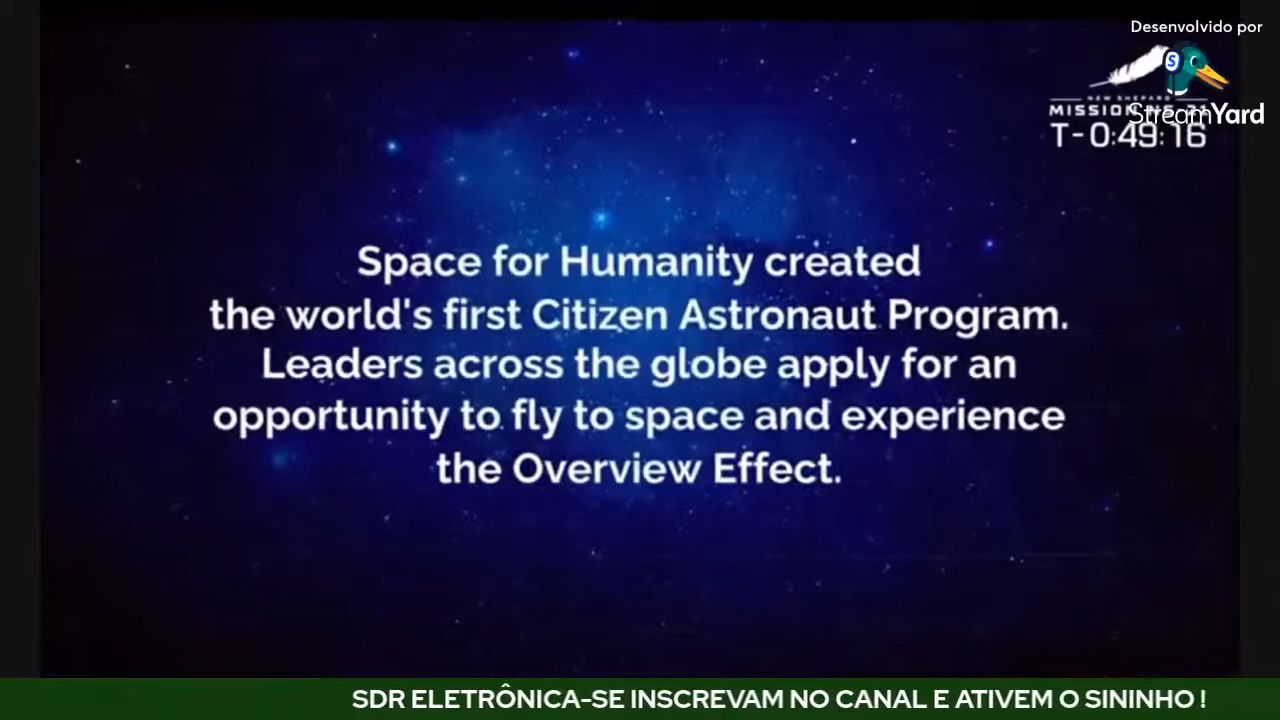 Desenvolvido por
NEW SHEPARD
StreamYard
T-0:49:16
Space for Humanity created
the world's first Citizen Astronaut Program.
Leaders across the globe apply for an
opportunity to fly to space and experience
the Overview Effect.
SDR ELETRÔNICA-SE INSCREVAM NO CANAL E ATIVEM O SININHO !